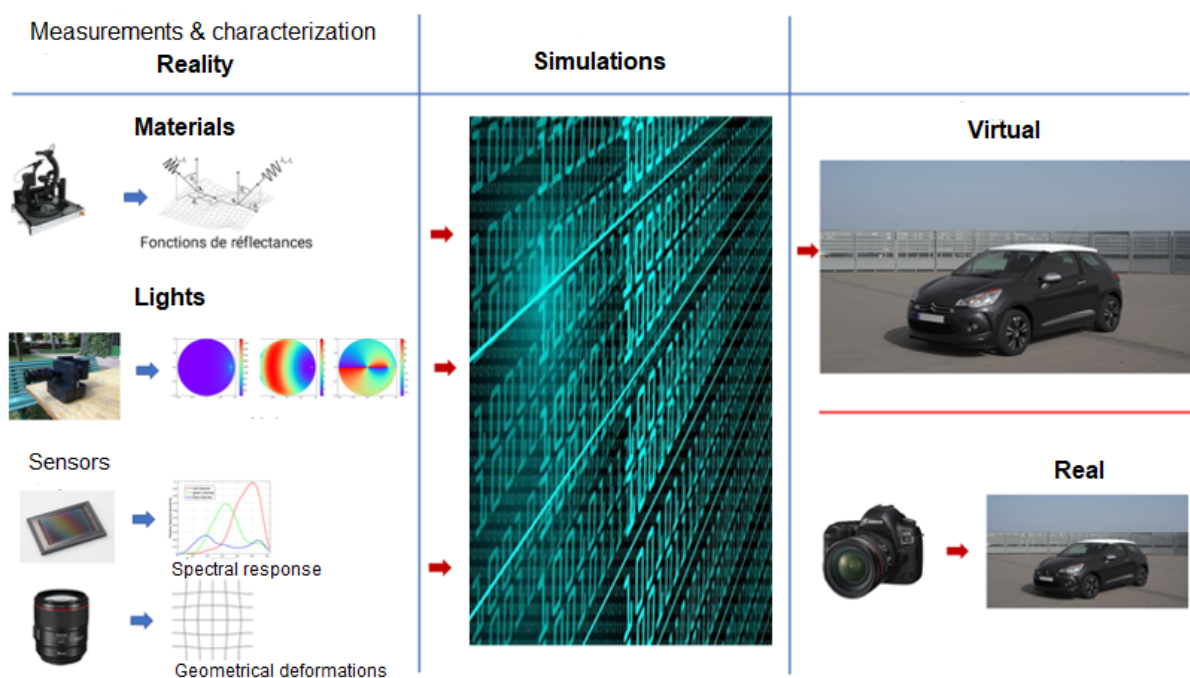 Measurements & characterization
Reality
Simulations
Materials
Fonctions de réflectances
Lights
Sensors
Spectral response
Geometrical deformations
Virtual
Real